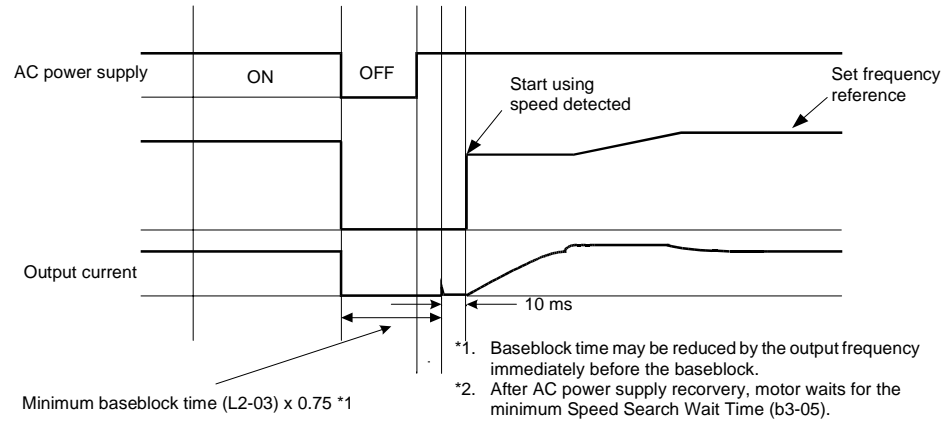 AC power supply
ON
OFF
Start using
speed detected
Set frequency
reference
Output current
10 ms
*1. Baseblock time may be reduced by the output frequency
immediately before the baseblock.
*2. After AC power supply recorvery, motor waits for the
minimum Speed Search Wait Time (b3-05).
Minimum baseblock time (L2-03) x 0.75 *1